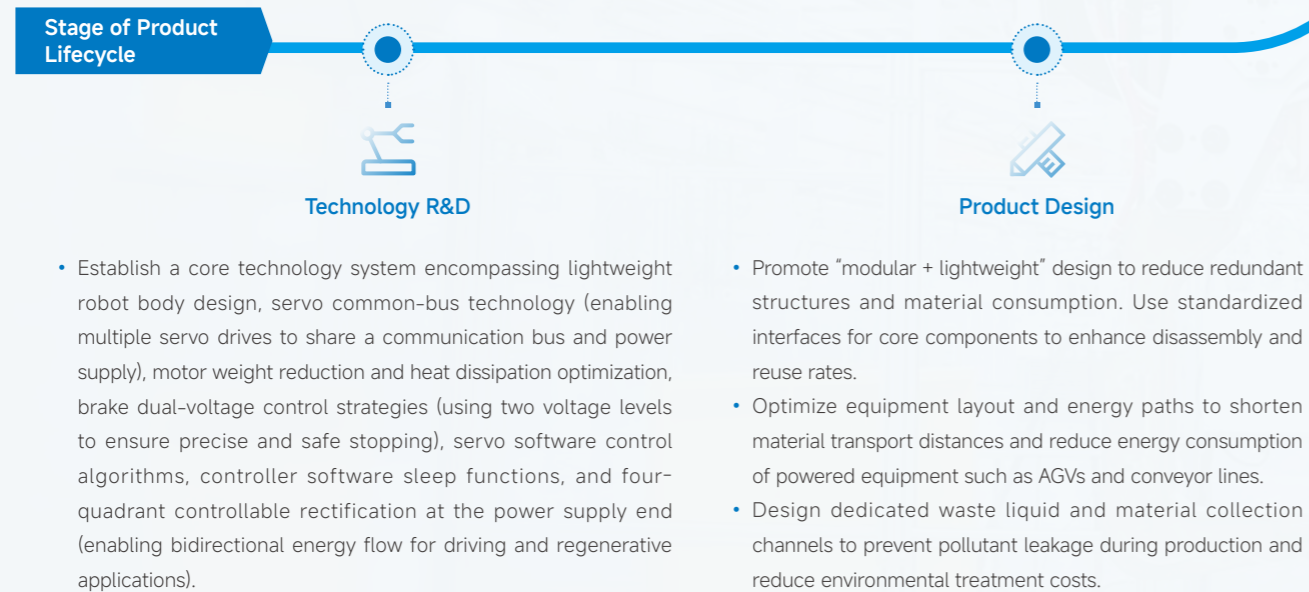 Stage of Product
Lifecycle
Technology R&D
• Establish a core technology system encompassing lightweight
robot body design, servo common-bus technology (enabling
multiple servo drives to share a communication bus and power
supply), motor weight reduction and heat dissipation optimization,
brake dual-voltage control strategies (using two voltage levels
to ensure precise and safe stopping), servo software control
algorithms, controller software sleep functions, and four-
quadrant controllable rectification at the power supply end
(enabling bidirectional energy flow for driving and regenerative
applications).
Product Design
• Promote “modular + lightweight” design to reduce redundant
structures and material consumption. Use standardized
interfaces for core components to enhance disassembly and
reuse rates.
• Optimize equipment layout and energy paths to shorten
material transport distances and reduce energy consumption
of powered equipment such as AGVs and conveyor lines.
• Design dedicated waste liquid and material collection
channels to prevent pollutant leakage during production and
reduce environmental treatment costs.